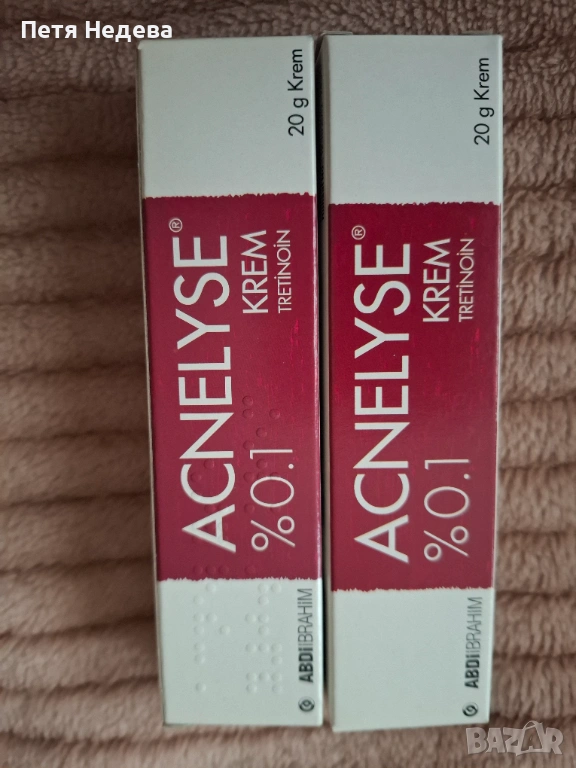 Петя Недева
20 g Krem
ACNELYSE®
KREM
TRETİNOİN
%0.1
ABDİİBRAHİM
20 g Krem
ACNELYSE®
KREM
TRETİNOİN
%0.1
ABDİİBRAHİM
BAZAR